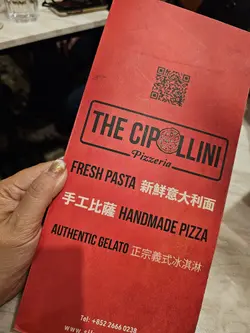 THE CIPOLLINI
Pizzeria
FRESH PASTA 新鮮意大利面
手工比薩 HANDMADE PIZZA
AUTHENTIC GELATO 正宗義式冰淇淋
Tel: +852 2666 0238